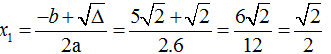 x₁ = (-b + √Δ)/2a = (5√2 + √2)/2.6 = 6√2/12 = √2/2